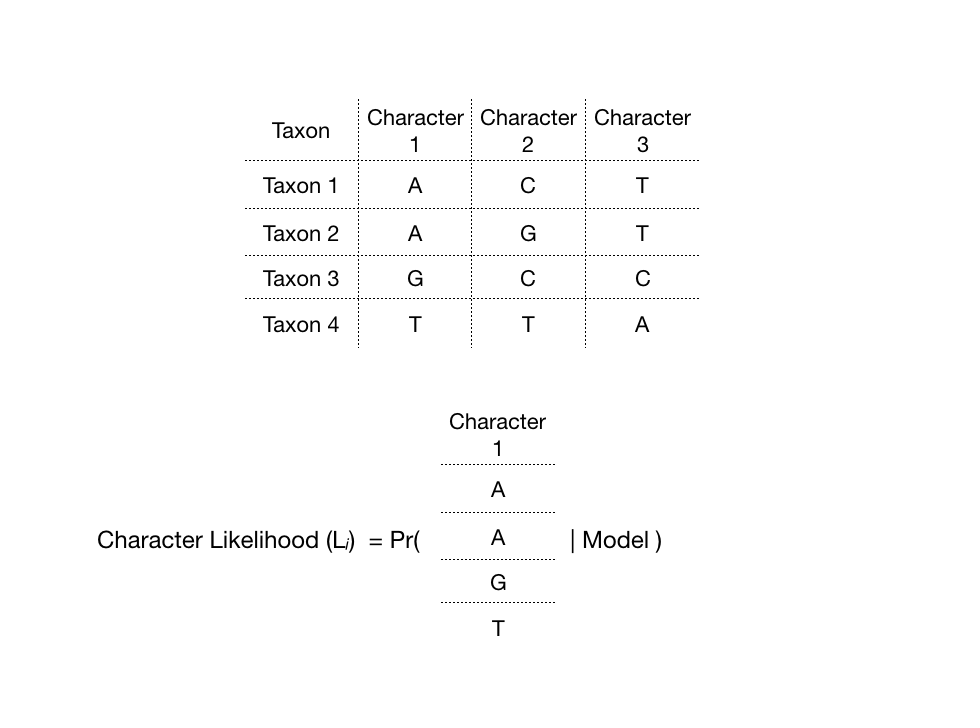 Taxon Character 1 Character 2 Character 3
Taxon 1 A C T
Taxon 2 A G T
Taxon 3 G C C
Taxon 4 T T A
Character
1
A
Character Likelihood (Li) = Pr( A | Model )
G
T